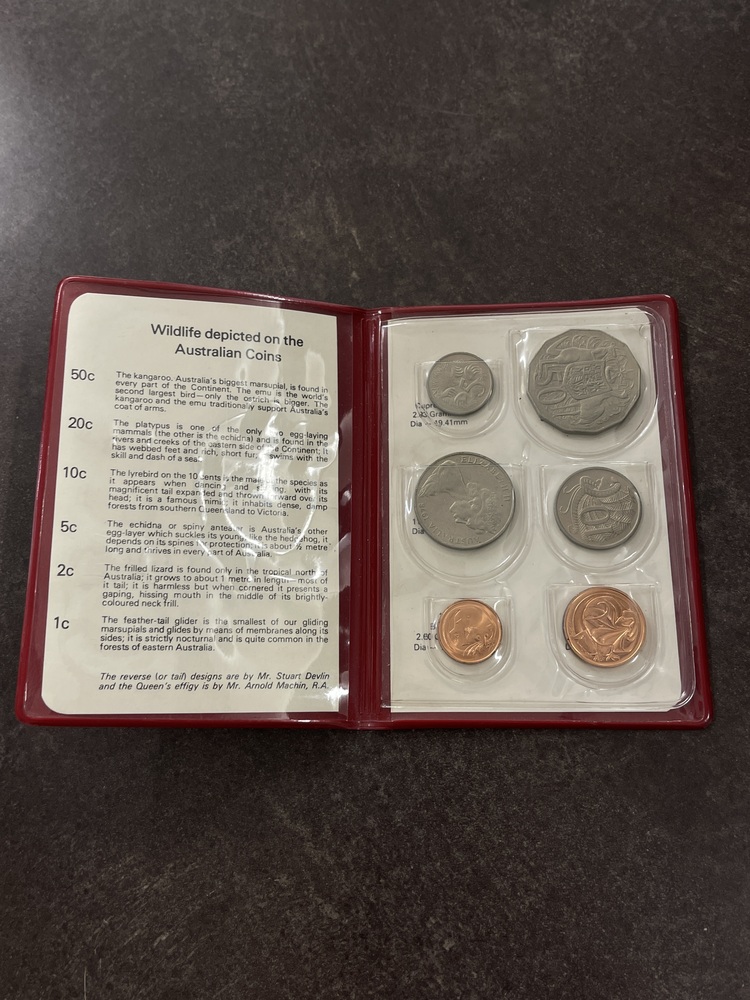 Wildlife depicted on the
Australian Coins
50c The kangaroo, Australia's biggest marsupial, is found in
every part of the Continent. The emu is the world's
second largest bird—only the ostrich is bigger. The
kangaroo and the emu traditionally support Australia's
coat of arms.
20c The platypus is one of the only egg-laying
mammals (the other is the echidna) and is found in the
rivers and creeks of the eastern side of the Continent; it
has webbed feet and rich, short fur; swims with the
skill and dash of a seal.
10c The lyrebird on the 10 cents is the male of the species as
it appears when dancing and, with its
magnificent tail expanded and thrown forward over its
head; it is a famous mimic; it inhabits dense, damp
forests from southern Queensland to Victoria.
5c The echidna or spiny anteater is Australia's other
egg-layer which suckles its young; like the hedgehog, it
depends on its spines for protection; it is about ½ metre
long and thrives in every part of Australia.
2c The frilled lizard is found only in the tropical north of
Australia; it grows to about 1 metre in length—most of
it tail; it is harmless but when cornered it presents a
gaping, hissing mouth in the middle of its brightly-
coloured neck frill.
1c The feather-tail glider is the smallest of our gliding
marsupials and glides by means of membranes along its
sides; it is strictly nocturnal and is quite common in the
forests of eastern Australia.
The reverse (or tail) designs are by Mr. Stuart Devlin
and the Queen's effigy is by Mr. Arnold Machin, R.A.
Gram
Dia 19.41mm
50
ELIZABETH II
Dia
10
2.60
Dia
2